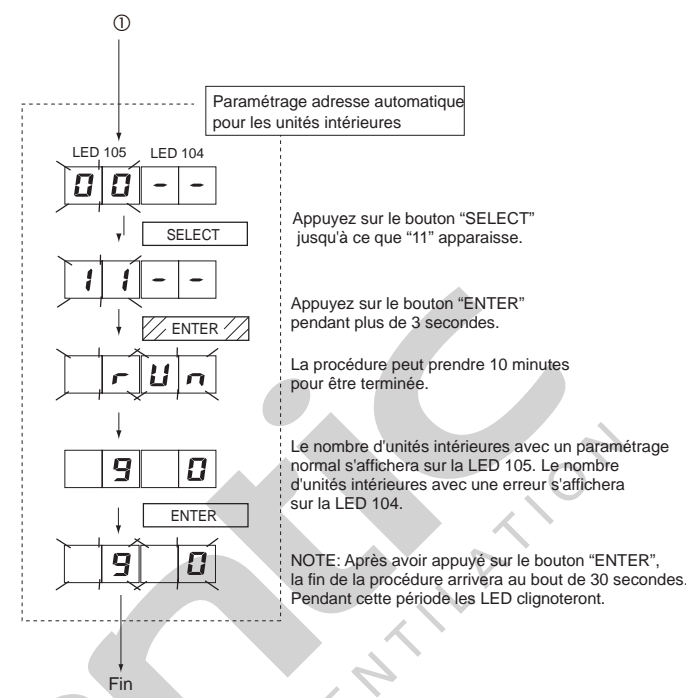 ①
Paramétrage adresse automatique
pour les unités intérieures
LED 105 LED 104
00--
SELECT
Appuyez sur le bouton “SELECT”
jusqu'à ce que “11” apparaisse.
11--
ENTER
Appuyez sur le bouton “ENTER”
pendant plus de 3 secondes.
rUn
La procédure peut prendre 10 minutes
pour être terminée.
9 0
Le nombre d'unités intérieures avec un paramétrage
normal s'affichera sur la LED 105. Le nombre
d'unités intérieures avec une erreur s'affichera
sur la LED 104.
ENTER
9 0
NOTE: Après avoir appuyé sur le bouton “ENTER”,
la fin de la procédure arrivera au bout de 30 secondes.
Pendant cette période les LED clignoteront.
Fin
ntic
NTILATION